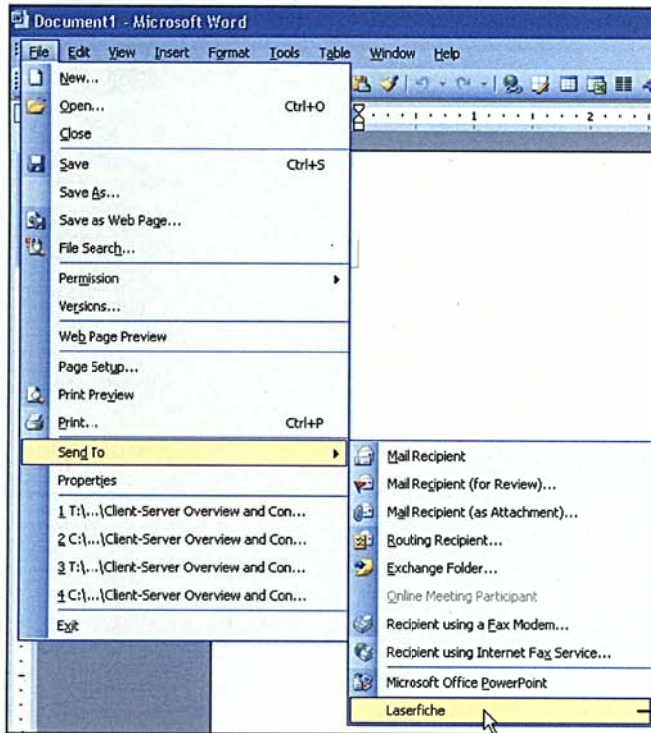 Document1 - Microsoft Word
File Edit View Insert Format Tools Table Window Help
New...
Open... Ctrl+O
Close
Save Ctrl+S
Save As...
Save as Web Page...
File Search...
Permission
Versions...
Web Page Preview
Page Setup...
Print Preview
Print... Ctrl+P
Send To
Properties
1 T:\...\Client-Server Overview and Con...
2 C:\...\Client-Server Overview and Con...
3 T:\...\Client-Server Overview and Con...
4 C:\...\Client-Server Overview and Con...
Exit
1 2
Mail Recipient
Mail Recipient (for Review)...
Mail Recipient (as Attachment)...
Routing Recipient...
Exchange Folder...
Online Meeting Participant
Recipient using a Fax Modem...
Recipient using Internet Fax Service...
Microsoft Office PowerPoint
Laserfiche